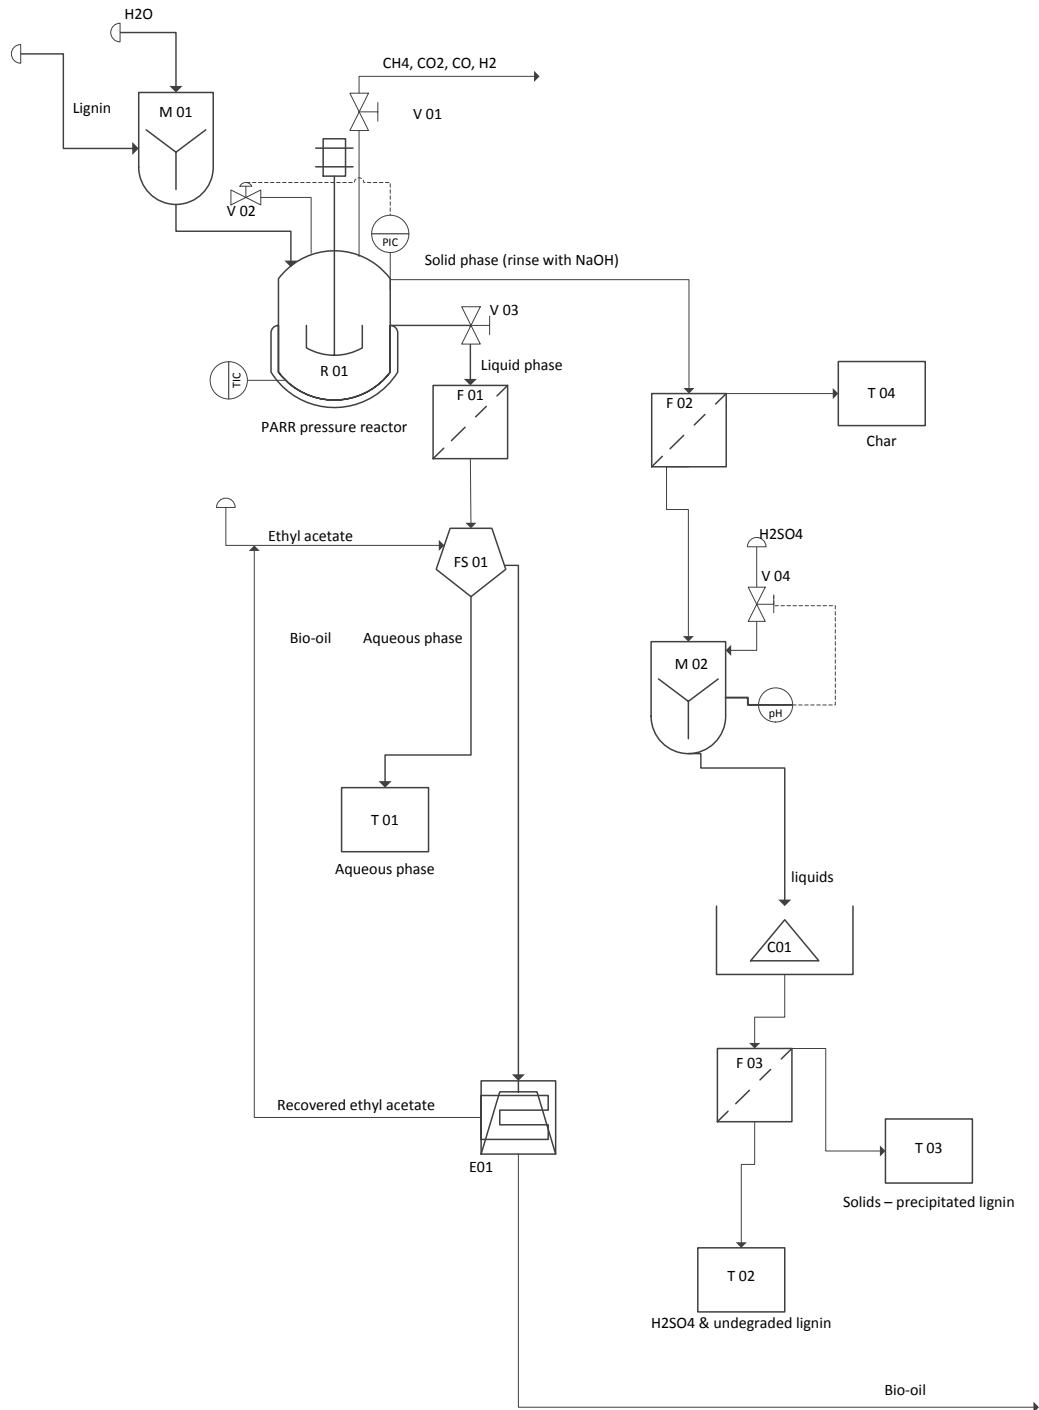 H2O
Lignin
M 01
CH4, CO2, CO, H2
V 01
V 02
PIC
Solid phase (rinse with NaOH)
V 03
R 01
TIC
Liquid phase
PARR pressure reactor
F 01
F 02
T 04
Char
Ethyl acetate
FS 01
H2SO4
V 04
Bio-oil
Aqueous phase
M 02
pH
T 01
Aqueous phase
liquids
C01
F 03
Recovered ethyl acetate
E01
T 03
Solids – precipitated lignin
T 02
H2SO4 & undegraded lignin
Bio-oil